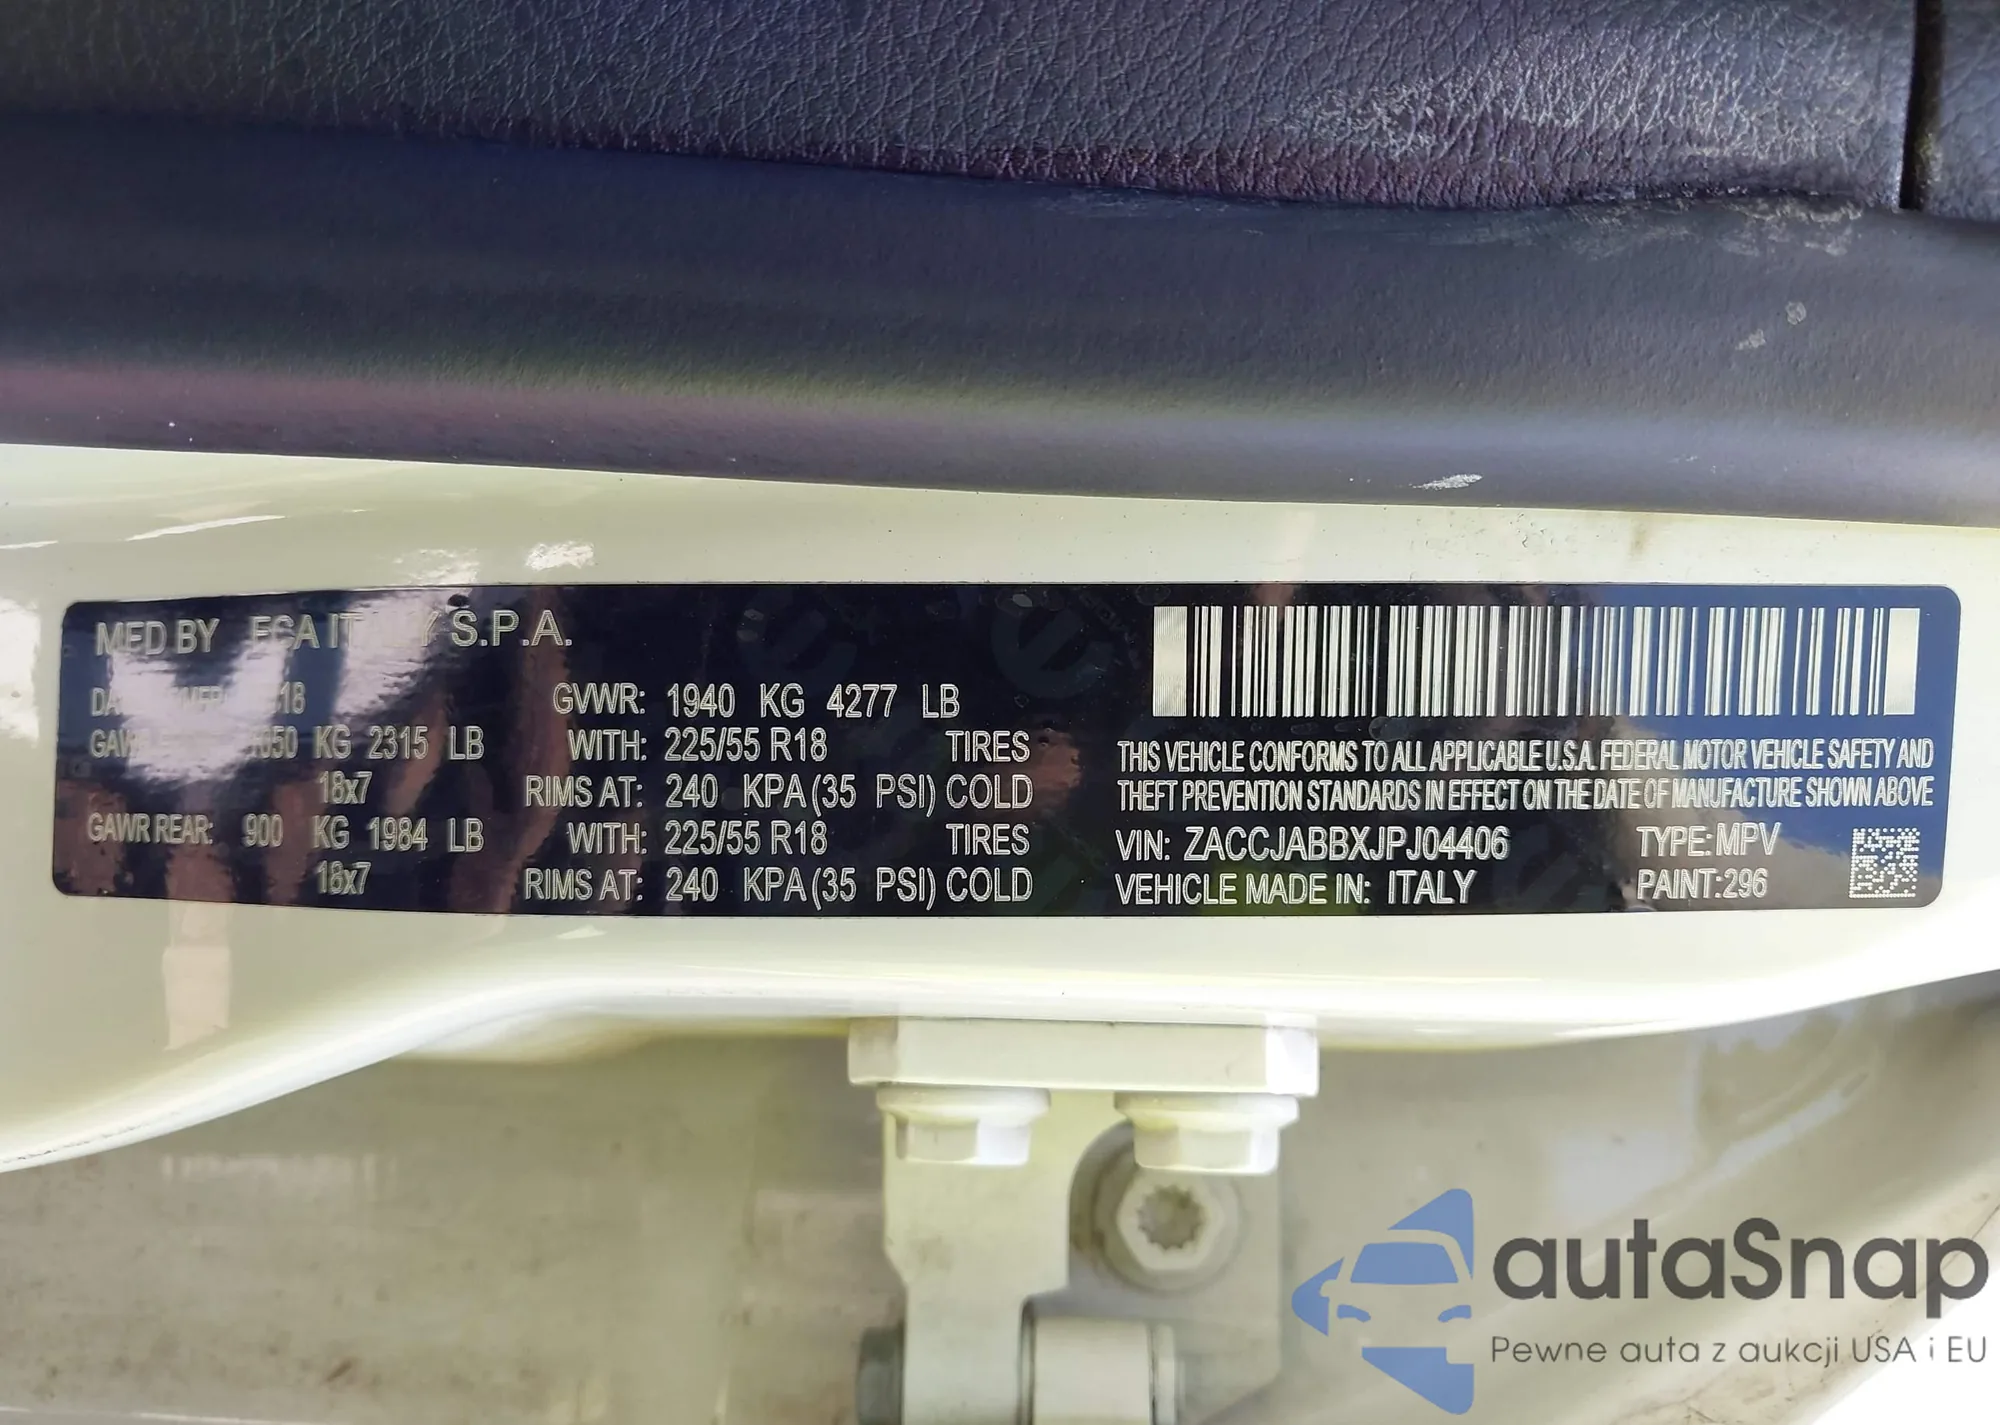 MFD BY FCA ITALY S.P.A.
GVWR: 1940 KG 4277 LB
KG 2315 LB WITH: 225/55 R18 TIRES
18x7 RIMS AT: 240 KPA (35 PSI) COLD
GAWR REAR: 900 KG 1984 LB WITH: 225/55 R18 TIRES
18x7 RIMS AT: 240 KPA (35 PSI) COLD
THIS VEHICLE CONFORMS TO ALL APPLICABLE U.S.A. FEDERAL MOTOR VEHICLE SAFETY AND
THEFT PREVENTION STANDARDS IN EFFECT ON THE DATE OF MANUFACTURE SHOWN ABOVE
VIN: ZACCJABBXJPJ04406 TYPE: MPV
VEHICLE MADE IN: ITALY PAINT: 296
autaSnap
Pewne auta z aukcji USA i EU